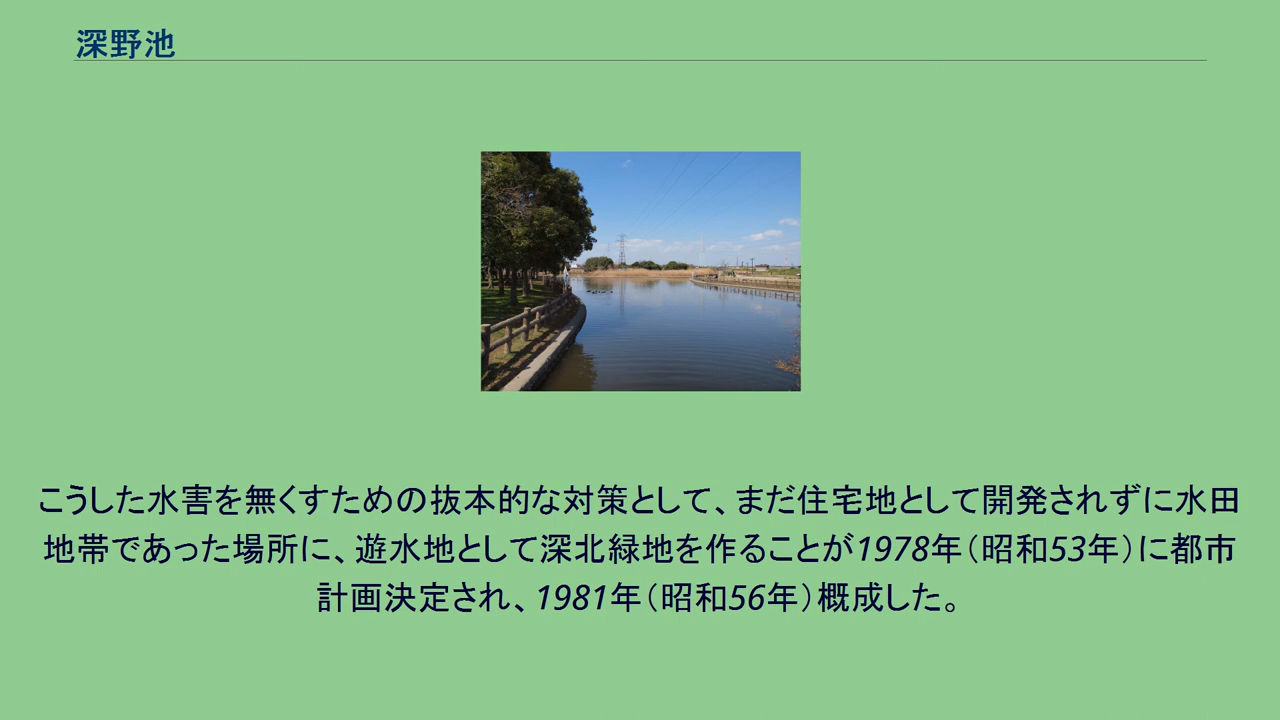 深野池
こうした水害を無くすための抜本的な対策として、まだ住宅地として開発されずに水田
地帯であった場所に、遊水地として深北緑地を作ることが1978年（昭和53年）に都市
計画決定され、1981年（昭和56年）概成した。